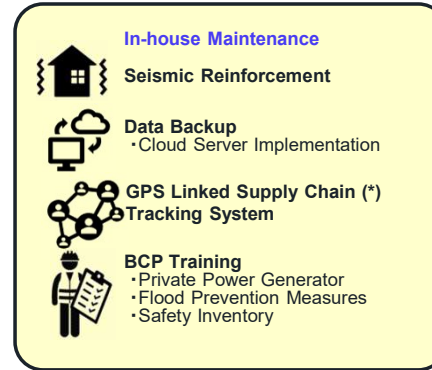 In-house Maintenance
Seismic Reinforcement
Data Backup
・Cloud Server Implementation
GPS Linked Supply Chain (*)
Tracking System
BCP Training
・Private Power Generator
・Flood Prevention Measures
・Safety Inventory